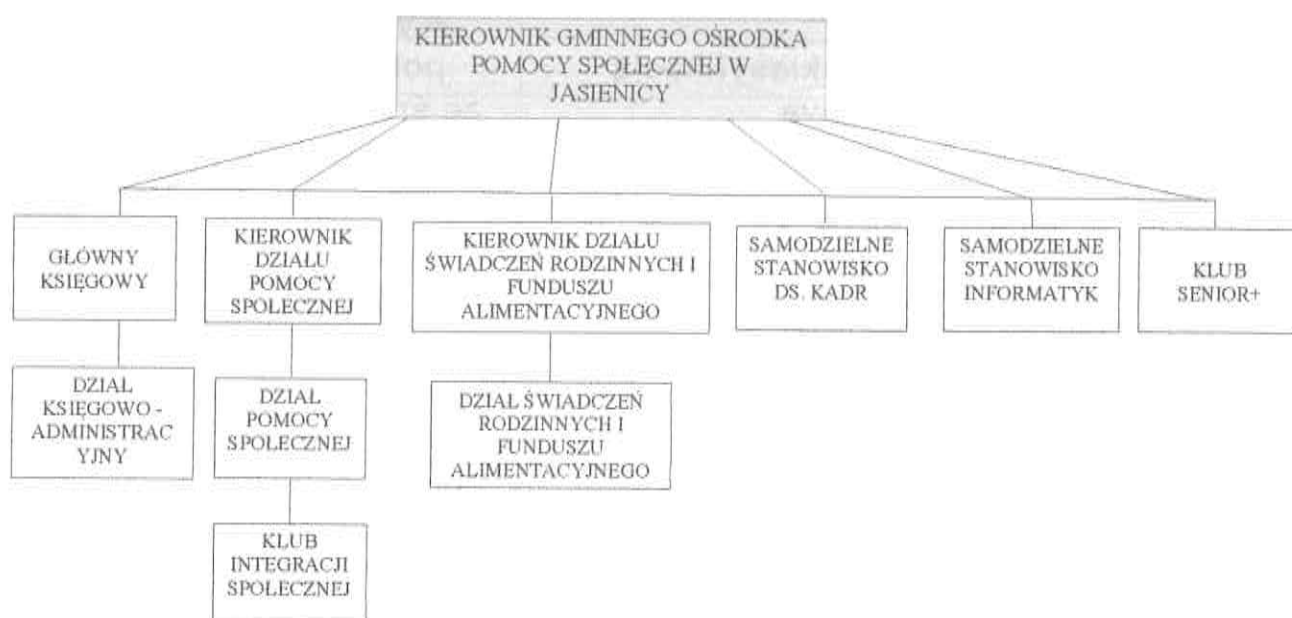 KIEROWNIK GMINNEGO OŚRODKA
POMOCY SPOŁECZNEJ W
JASIENICY
GŁÓWNY
KSIĘGOWY
KIEROWNIK
DZIAŁU
POMOCY
SPOŁECZNEJ
KIEROWNIK DZIAŁU
ŚWIADCZEŃ RODZINNYCH I
FUNDUSZU
ALIMENTACYJNEGO
SAMODZIELNE
STANOWISKO
DS. KADR
SAMODZIELNE
STANOWISKO
INFORMATYK
KLUB
SENIOR+
DZIAŁ
KSIĘGOWO -
ADMINISTRAC
YJNY
DZIAŁ
POMOCY
SPOŁECZNEJ
DZIAŁ ŚWIADCZEŃ
RODZINNYCH I
FUNDUSZU
ALIMENTACYJNEGO
KLUB
INTEGRACJI
SPOŁECZNEJ